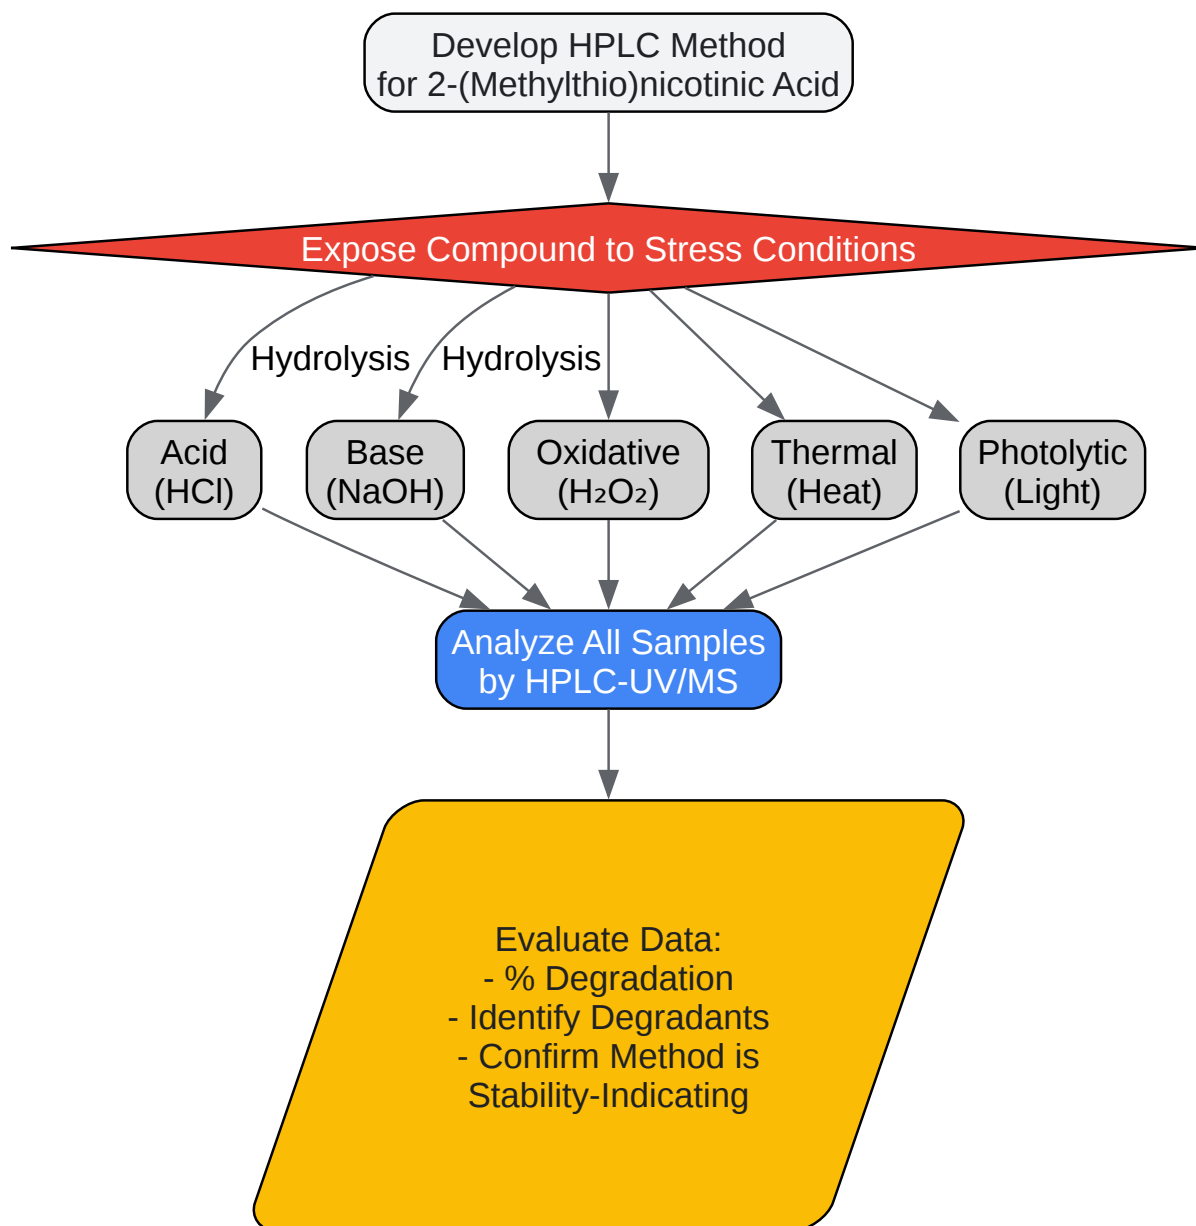 Develop HPLC Method
for 2-(Methylthio)nicotinic Acid
Expose Compound to Stress Conditions
Hydrolysis
Hydrolysis
Acid
(HCl)
Base
(NaOH)
Oxidative
(H₂O₂)
Thermal
(Heat)
Photolytic
(Light)
Analyze All Samples
by HPLC-UV/MS
Evaluate Data:
- % Degradation
- Identify Degradants
- Confirm Method is
Stability-Indicating